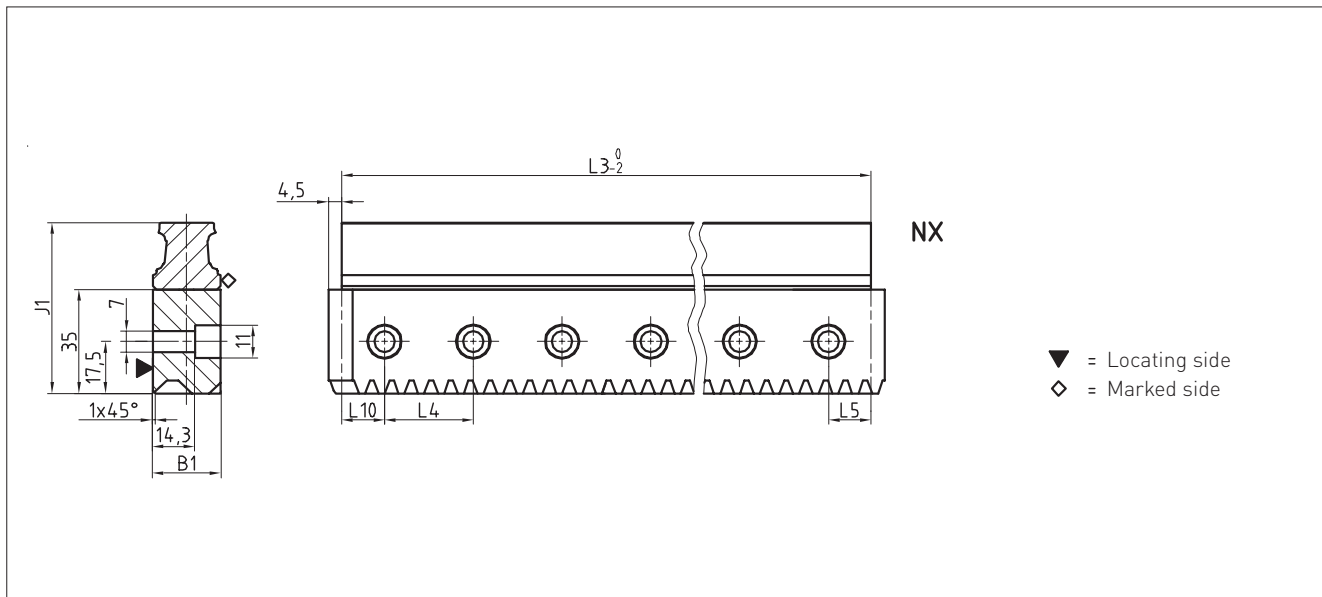 L3 0 -2
4,5
NX
J1
35
17,5
7
11
1x45°
14,3
B1
L10
L4
L5
▼ = Locating side
◇ = Marked side